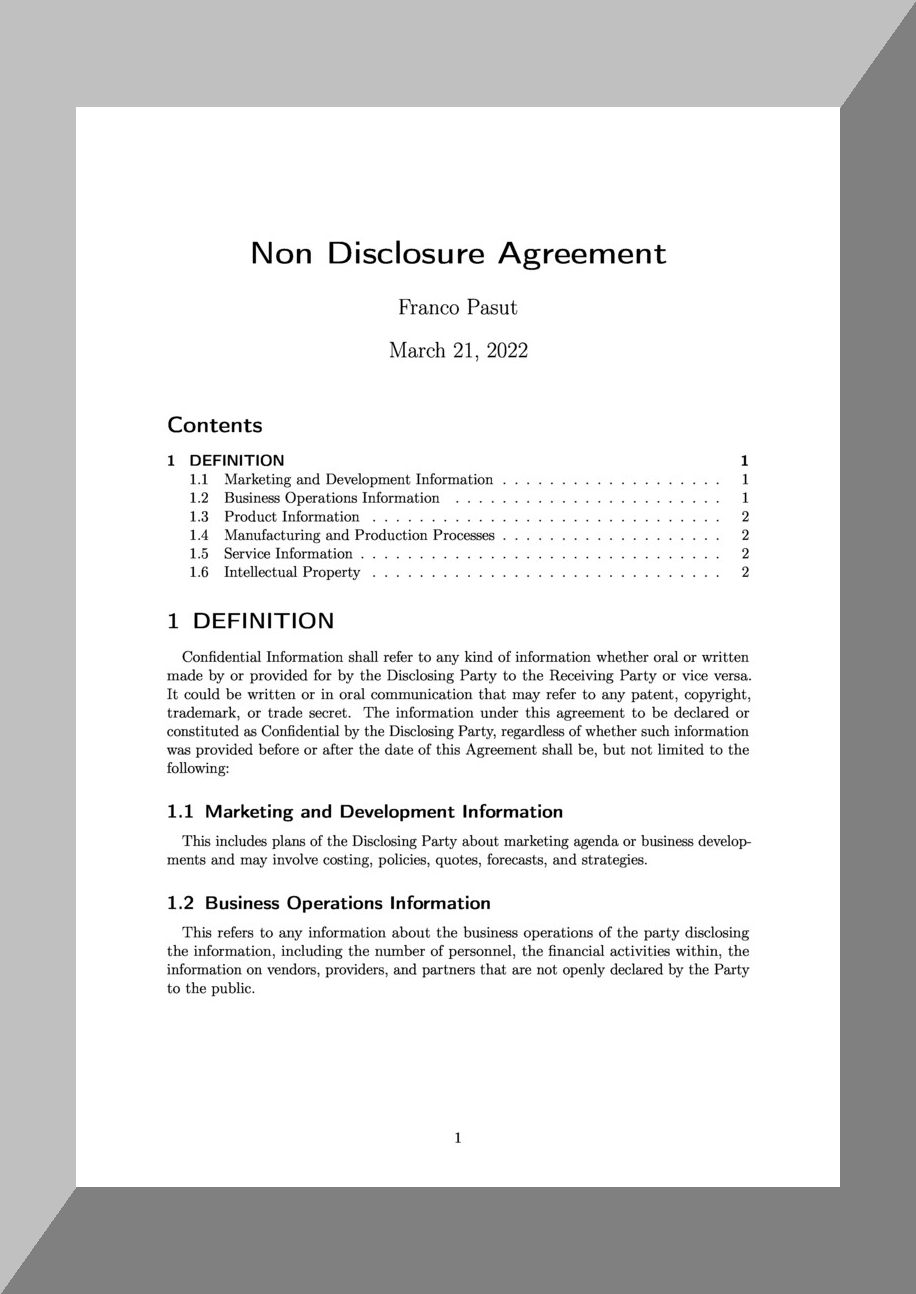 Non Disclosure Agreement
Franco Pasut
March 21, 2022
Contents
1 DEFINITION 1
1.1 Marketing and Development Information . . . . . . . . . . . . . . . . . . . 1
1.2 Business Operations Information . . . . . . . . . . . . . . . . . . . . . . . 1
1.3 Product Information . . . . . . . . . . . . . . . . . . . . . . . . . . . . . . 2
1.4 Manufacturing and Production Processes . . . . . . . . . . . . . . . . . . . 2
1.5 Service Information . . . . . . . . . . . . . . . . . . . . . . . . . . . . . . . 2
1.6 Intellectual Property . . . . . . . . . . . . . . . . . . . . . . . . . . . . . . 2
1 DEFINITION
Confidential Information shall refer to any kind of information whether oral or written
made by or provided for by the Disclosing Party to the Receiving Party or vice versa.
It could be written or in oral communication that may refer to any patent, copyright,
trademark, or trade secret. The information under this agreement to be declared or
constituted as Confidential by the Disclosing Party, regardless of whether such information
was provided before or after the date of this Agreement shall be, but not limited to the
following:
1.1 Marketing and Development Information
This includes plans of the Disclosing Party about marketing agenda or business develop-
ments and may involve costing, policies, quotes, forecasts, and strategies.
1.2 Business Operations Information
This refers to any information about the business operations of the party disclosing
the information, including the number of personnel, the financial activities within, the
information on vendors, providers, and partners that are not openly declared by the Party
to the public.
1